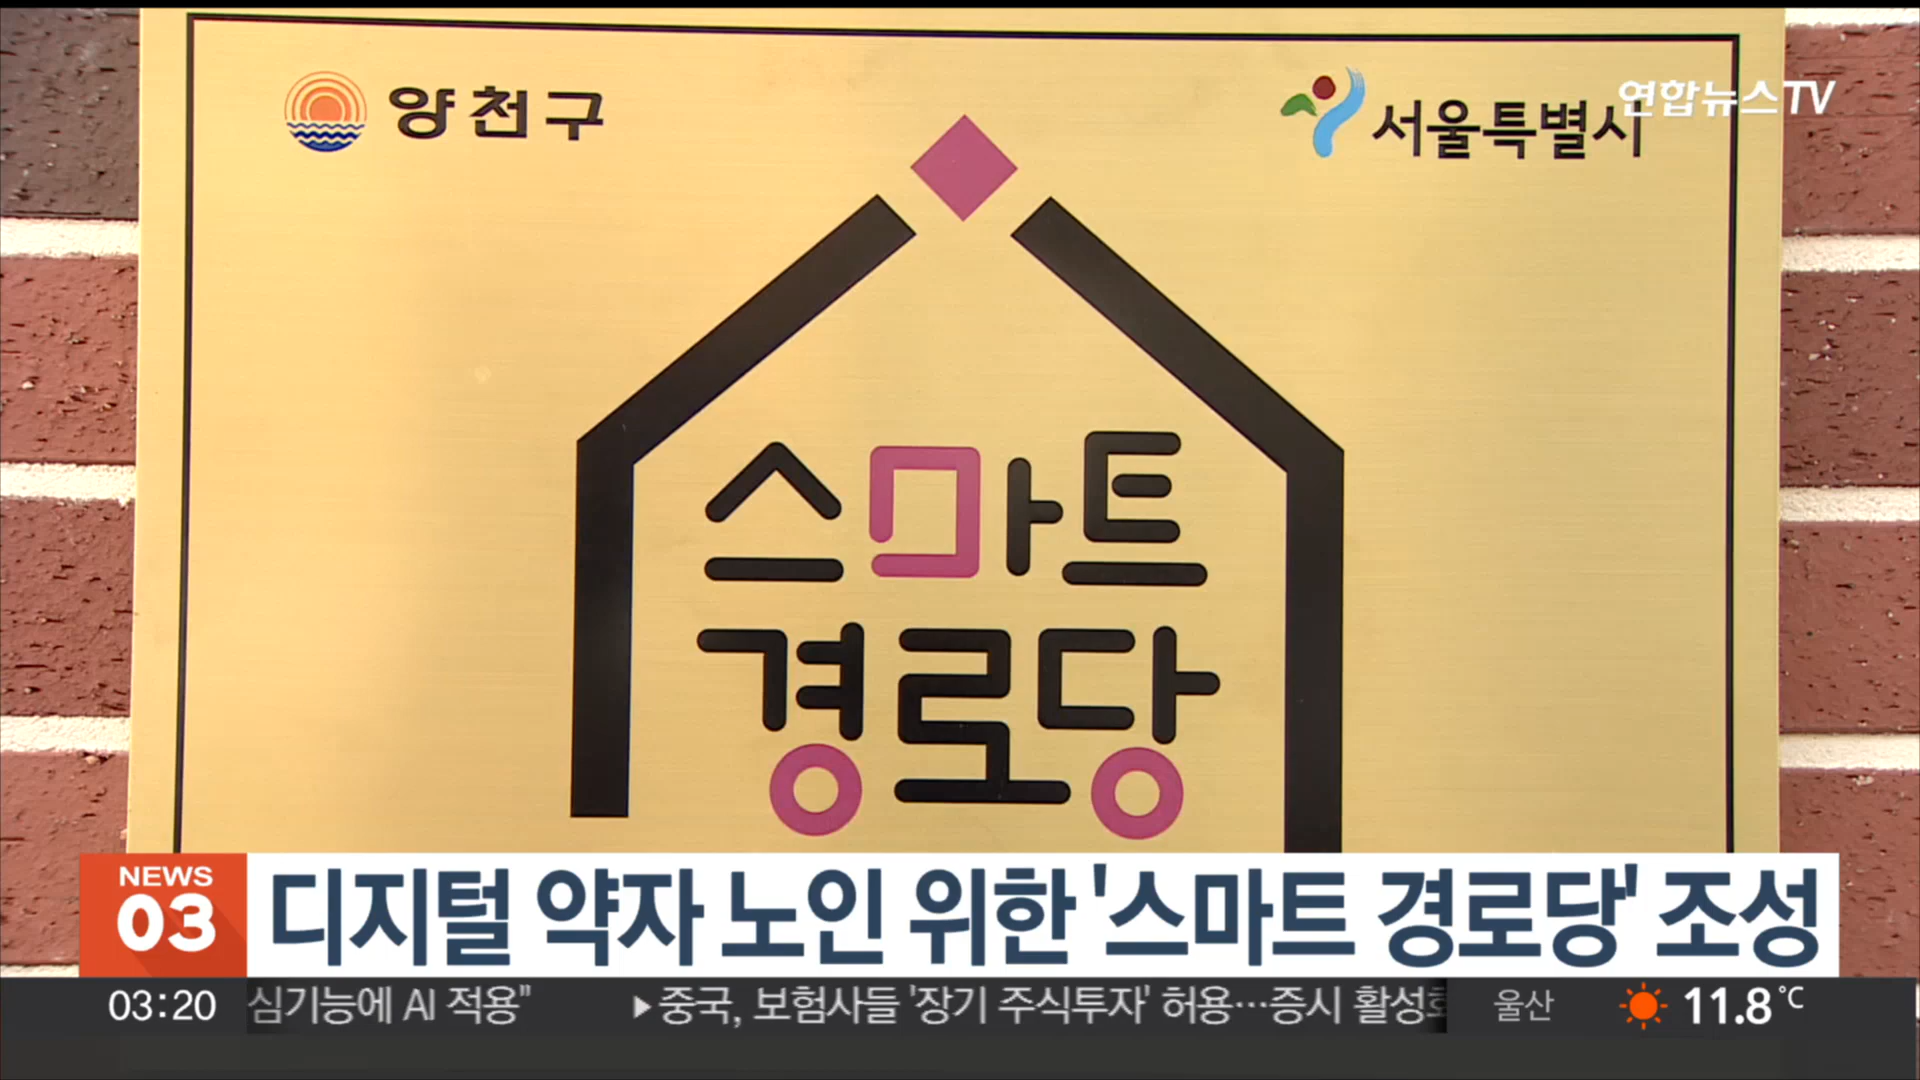 양천구
서울특별시
연합뉴스TV
스마트
경로당
NEWS
03
디지털 약자 노인 위한 '스마트 경로당' 조성
03:20
심기능에 AI 적용"
▶중국, 보험사들 '장기 주식투자' 허용…증시 활성화
울산
11.8℃